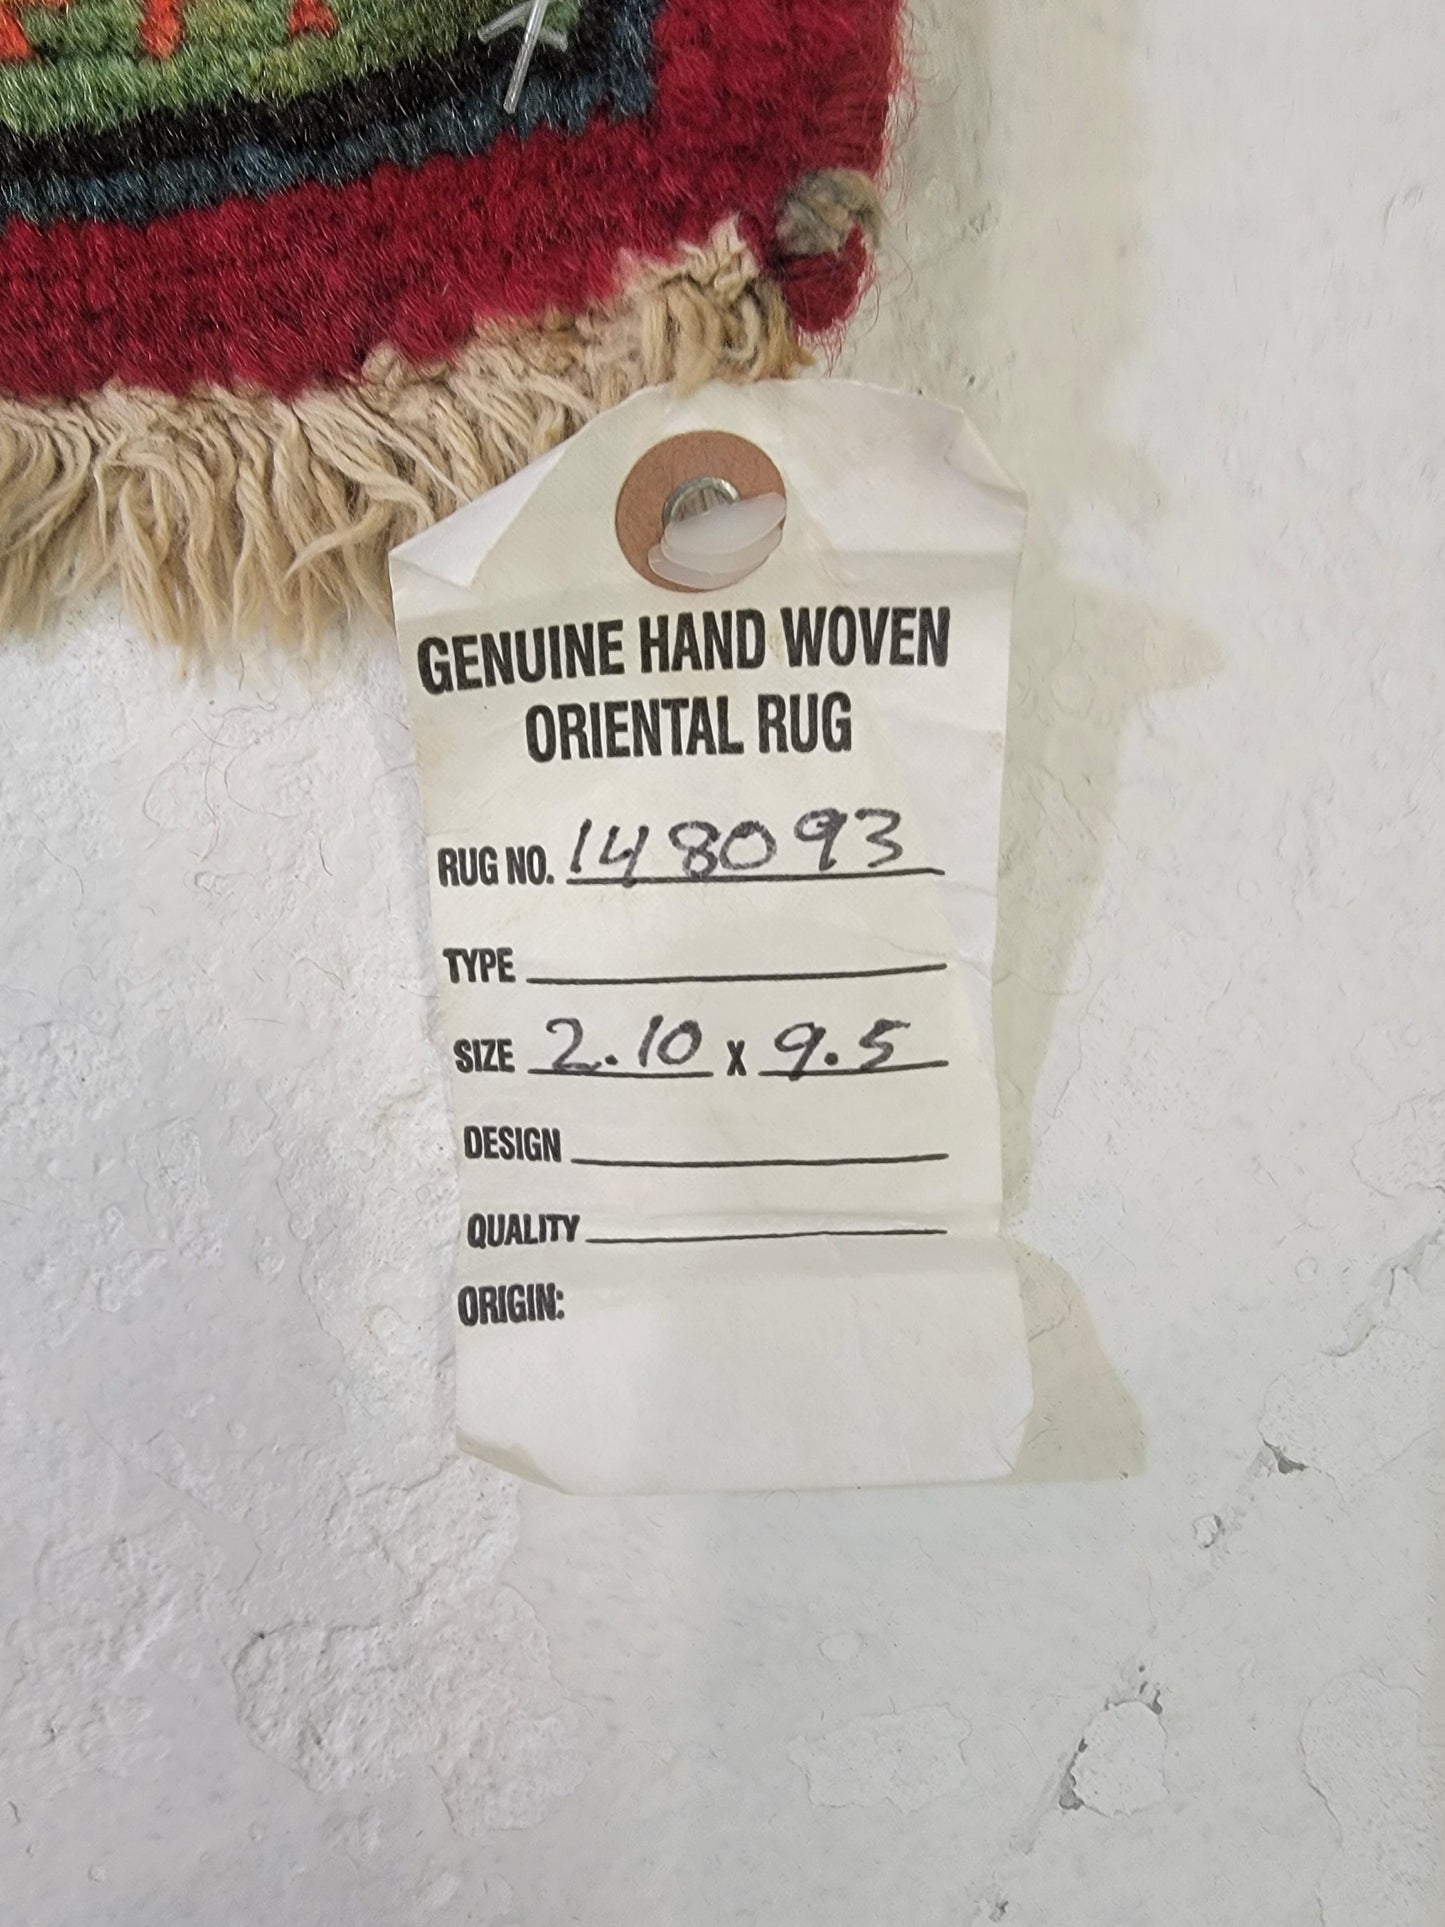 GENUINE HAND WOVEN
ORIENTAL RUG
RUG NO. 148093
TYPE
SIZE 2.10 X 9.5
DESIGN
QUALITY
ORIGIN: